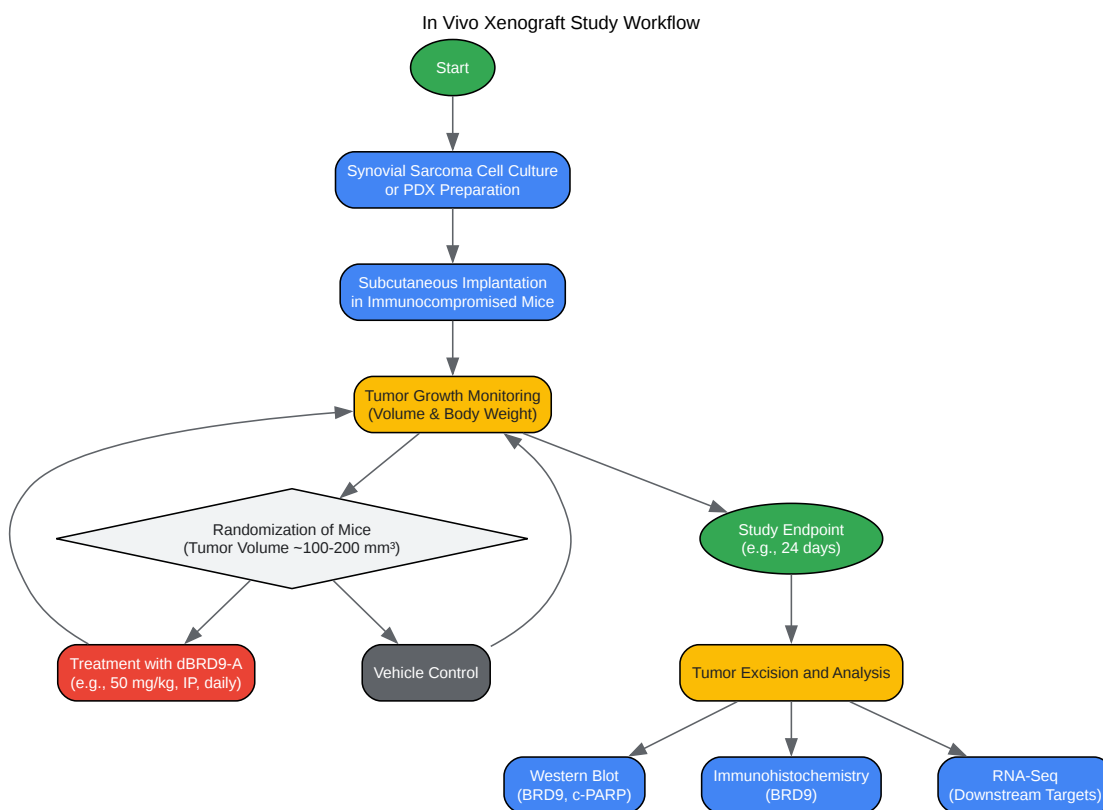 In Vivo Xenograft Study Workflow
Start
Synovial Sarcoma Cell Culture
or PDX Preparation
Subcutaneous Implantation
in Immunocompromised Mice
Tumor Growth Monitoring
(Volume & Body Weight)
Randomization of Mice
(Tumor Volume ~100-200 mm³)
Study Endpoint
(e.g., 24 days)
Treatment with dBRD9-A
(e.g., 50 mg/kg, IP, daily)
Vehicle Control
Tumor Excision and Analysis
Western Blot
(BRD9, c-PARP)
Immunohistochemistry
(BRD9)
RNA-Seq
(Downstream Targets)